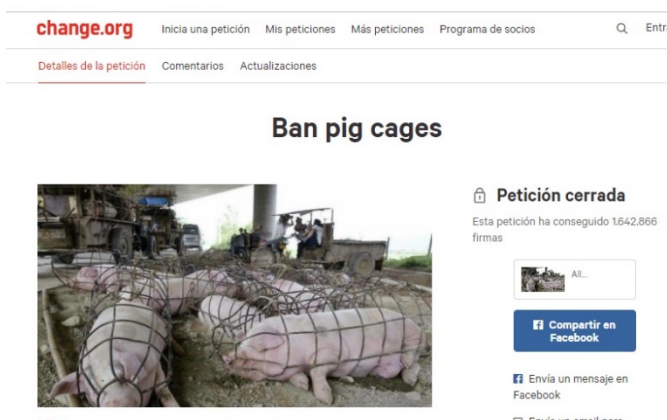 change.org Inicia una petición Mis peticiones Más peticiones Programa de socios
Detalles de la petición Comentarios Actualizaciones
Ban pig cages
Petición cerrada
Esta petición ha conseguido 1.642.866
firmas
All...
Compartir en
Facebook
Envía un mensaje en
Facebook